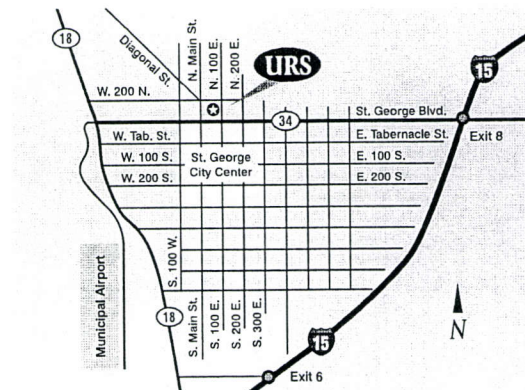 18
Diagonal St.
N. Main St.
N. 100 E.
N. 200 E.
URS
15
W. 200 N.
34
St. George Blvd.
W. Tab. St.
E. Tabernacle St.
Exit 8
W. 100 S.
St. George
City Center
E. 100 S.
W. 200 S.
E. 200 S.
S. 100 W.
Municipal Airport
S. Main St.
S. 100 E.
S. 200 E.
S. 300 E.
18
15
N
Exit 6